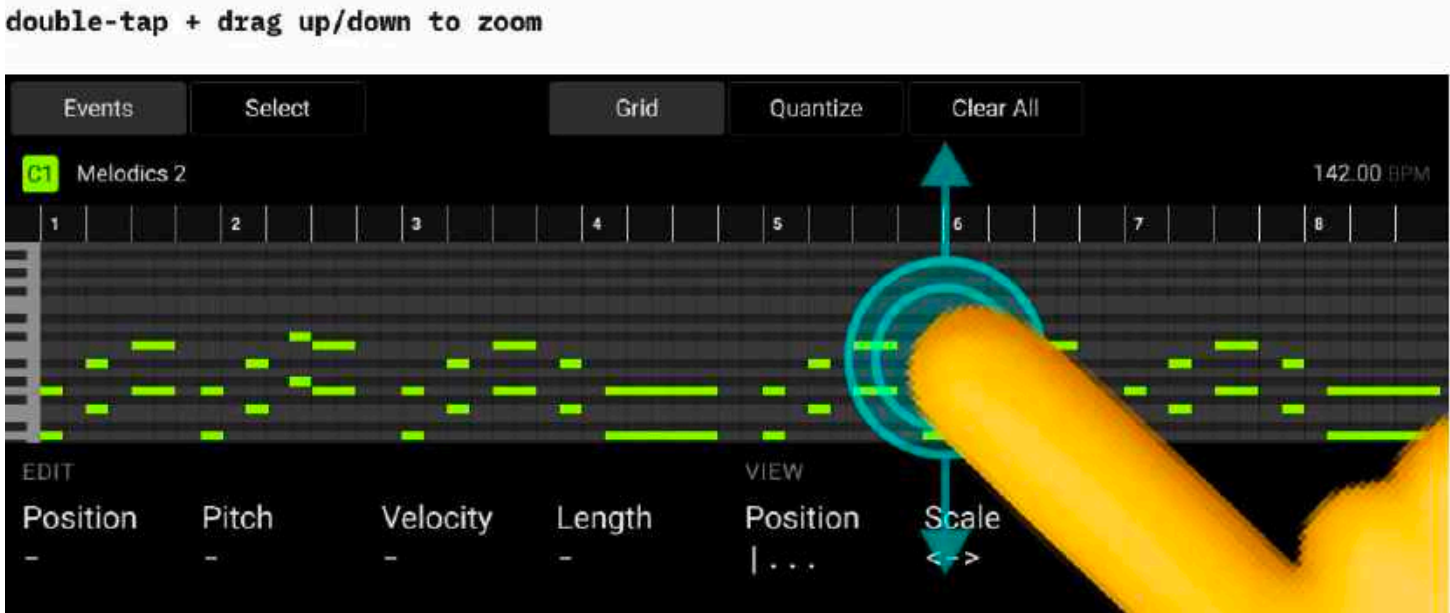 double-tap + drag up/down to zoom
Events Select Grid Quantize Clear All
C1 Melodics 2 142.00 BPM
1 2 3 4 5 6 7 8
EDIT VIEW
Position Pitch Velocity Length Position Scale
- - - - |... <->